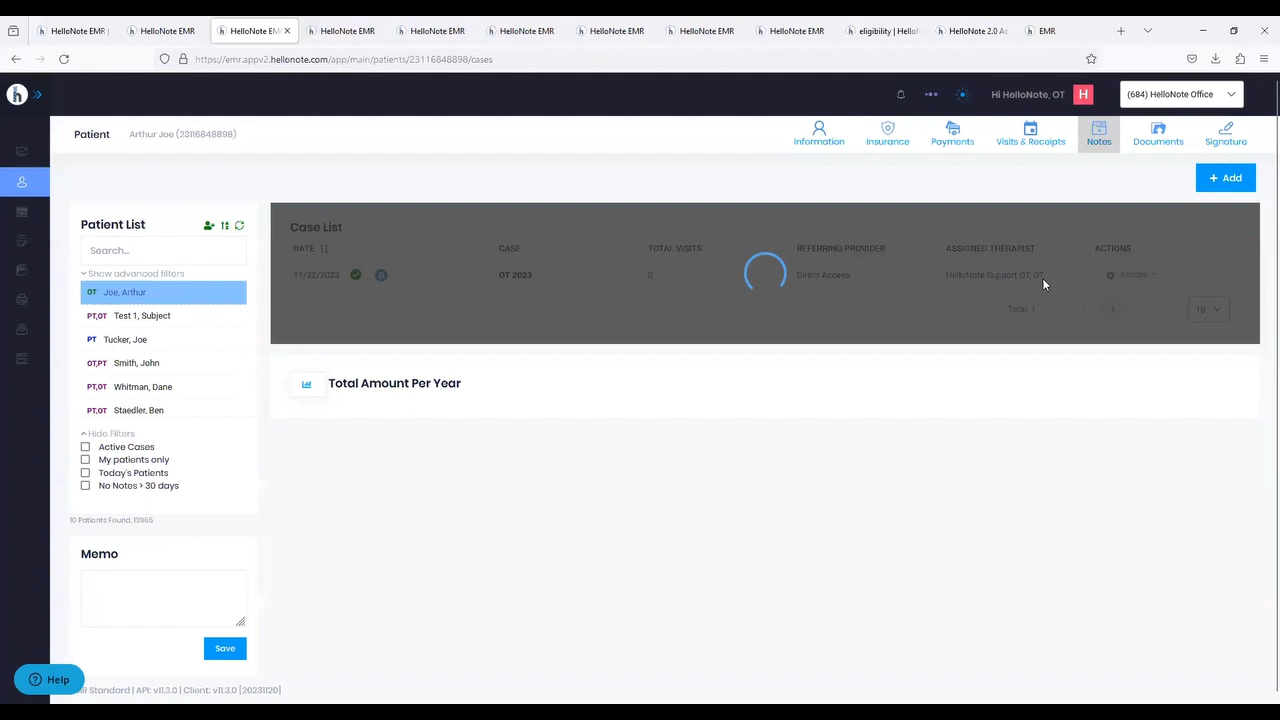 HelloNote EMR |
HelloNote EMR
HelloNote EMR
HelloNote EMR
HelloNote EMR
HelloNote EMR
HelloNote EMR
HelloNote EMR
HelloNote EMR
eligibility | HelloN
HelloNote 2.0 Ac
EMR
https://emr.appv2.hellonote.com/app/main/patients/23116848898/cases
Hi HelloNote, OT
H
(684) HelloNote Office
Patient
Arthur Joe (23116848898)
Information
Insurance
Payments
Visits & Receipts
Notes
Documents
Signature
+ Add
Patient List
Search...
Show advanced filters
OT Joe, Arthur
PT,OT Test 1, Subject
PT Tucker, Joe
OT,PT Smith, John
PT,OT Whitman, Dane
PT,OT Staedler, Ben
Hide Filters
Active Cases
My patients only
Today's Patients
No Notes > 30 days
10 Patients Found, 13965
Memo
Save
Case List
DATE CASE TOTAL VISITS REFERRING PROVIDER ASSIGNED THERAPIST ACTIONS
11/22/2023 OT 2023 0 Direct Access HelloNote Support OT, OT Actions
Total: 1 1 10
Total Amount Per Year
Help
R Standard | API: v11.3.0 | Client: v11.3.0 [20231120]